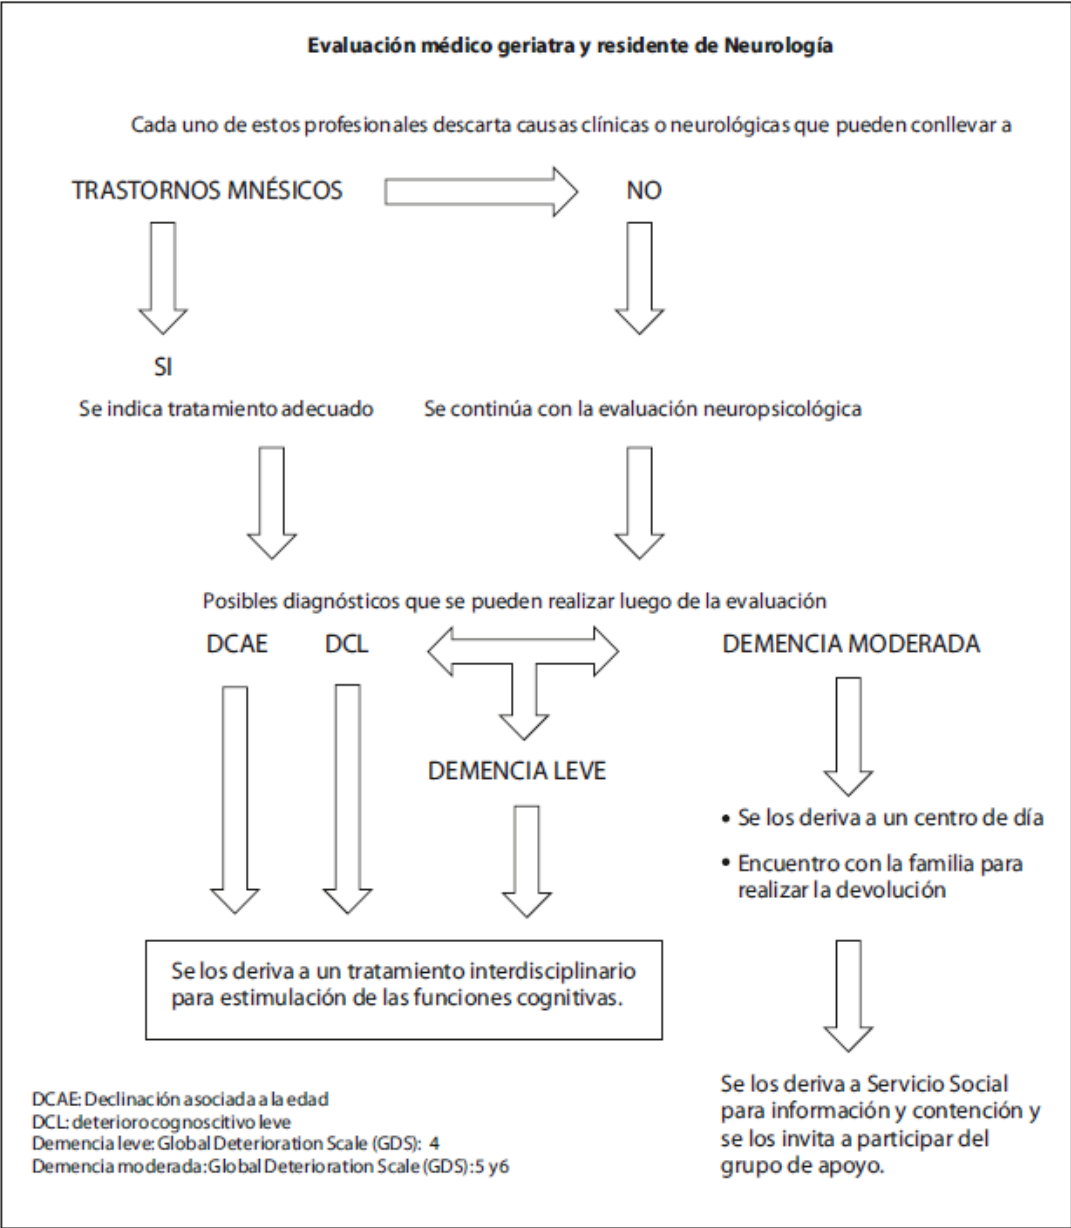 Evaluación médico geriatra y residente de Neurología
Cada uno de estos profesionales descarta causas clínicas o neurológicas que pueden conllevar a
TRASTORNOS MNÉSICOS
NO
SI
Se indica tratamiento adecuado
Se continúa con la evaluación neuropsicológica
Posibles diagnósticos que se pueden realizar luego de la evaluación
DCAE
DCL
DEMENCIA MODERADA
DEMENCIA LEVE
• Se los deriva a un centro de día
• Encuentro con la familia para
realizar la devolución
Se los deriva a un tratamiento interdisciplinario
para estimulación de las funciones cognitivas.
Se los deriva a Servicio Social
para información y contención y
se los invita a participar del
grupo de apoyo.
DCAE: Declinación asociada a la edad
DCL: deterioro cognoscitivo leve
Demencia leve: Global Deterioration Scale (GDS): 4
Demencia moderada: Global Deterioration Scale (GDS): 5 y 6